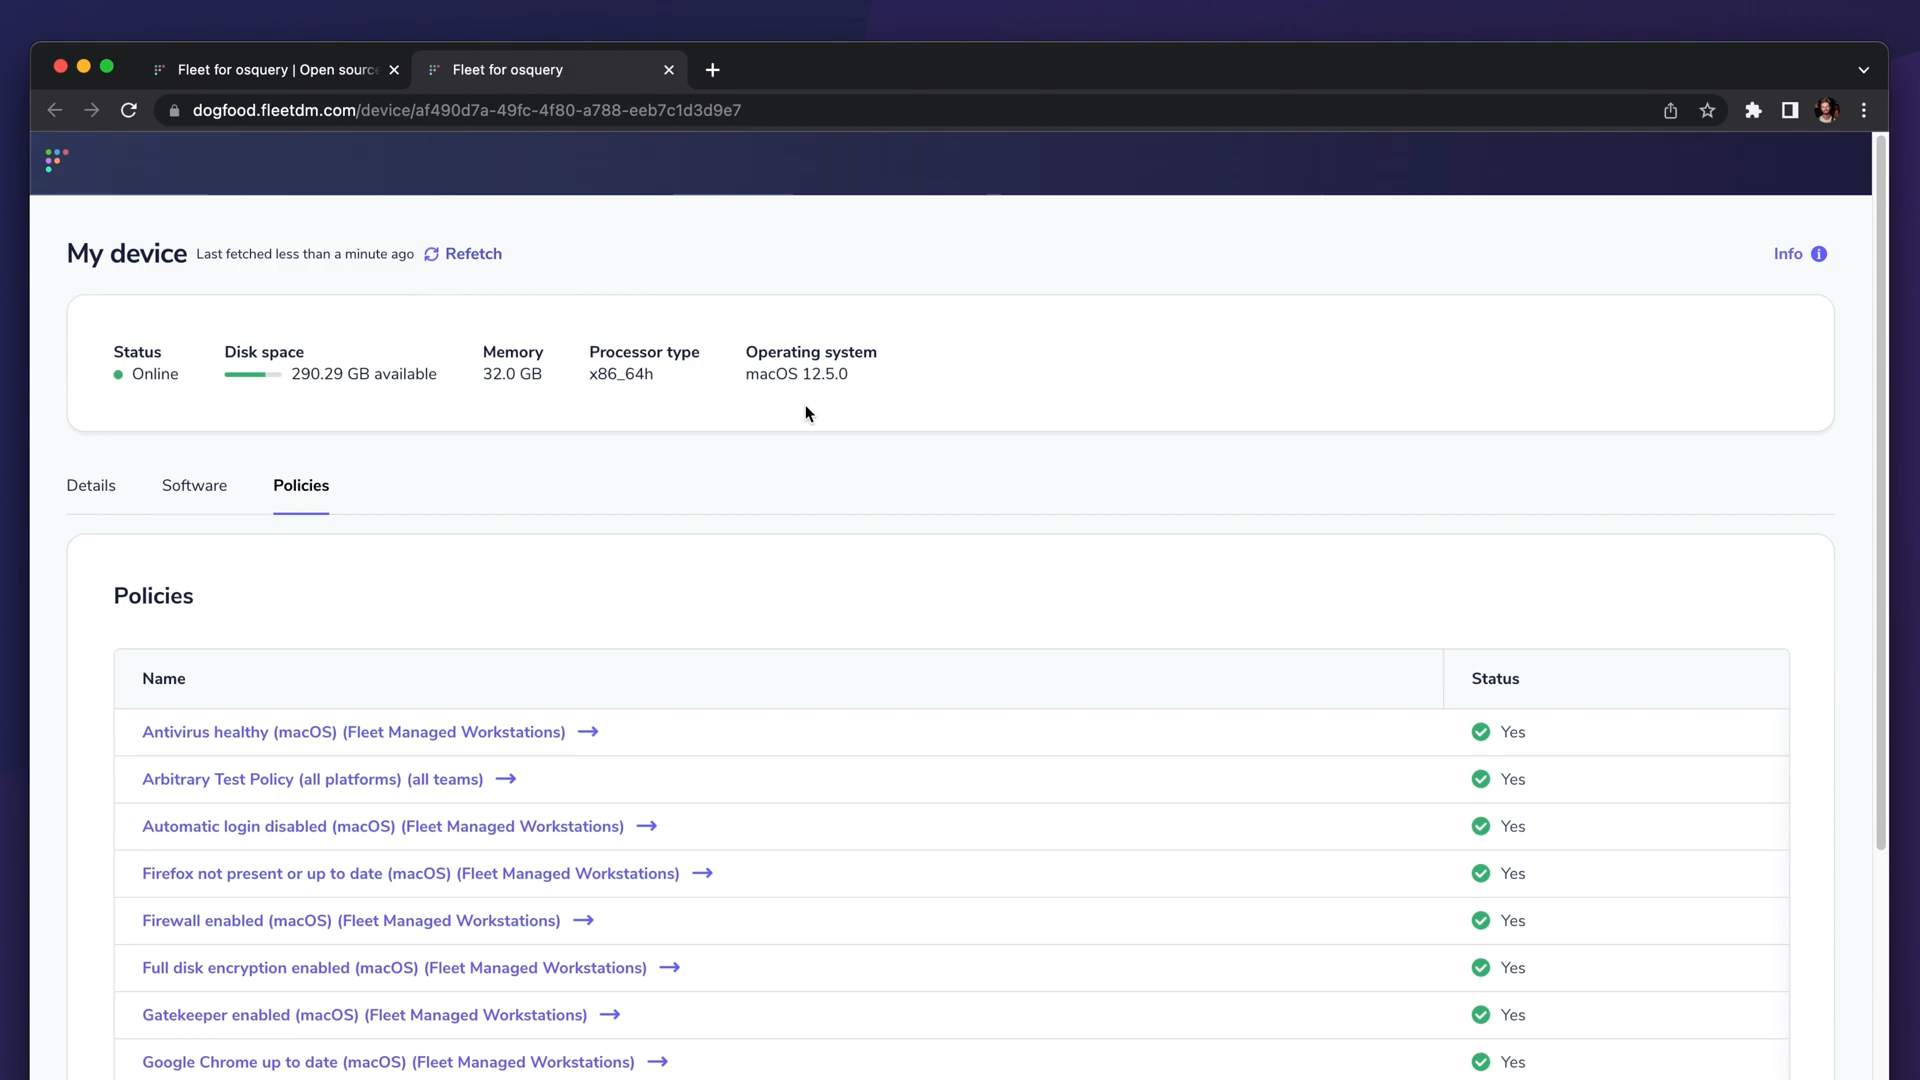 Fleet for osquery | Open source
Fleet for osquery
dogfood.fleetdm.com/device/af490d7a-49fc-4f80-a788-eeb7c1d3d9e7
My device Last fetched less than a minute ago Refetch
Info
Status Disk space Memory Processor type Operating system
Online 290.29 GB available 32.0 GB x86_64h macOS 12.5.0
Details Software Policies
Policies
Name Status
Antivirus healthy (macOS) (Fleet Managed Workstations) → Yes
Arbitrary Test Policy (all platforms) (all teams) → Yes
Automatic login disabled (macOS) (Fleet Managed Workstations) → Yes
Firefox not present or up to date (macOS) (Fleet Managed Workstations) → Yes
Firewall enabled (macOS) (Fleet Managed Workstations) → Yes
Full disk encryption enabled (macOS) (Fleet Managed Workstations) → Yes
Gatekeeper enabled (macOS) (Fleet Managed Workstations) → Yes
Google Chrome up to date (macOS) (Fleet Managed Workstations) → Yes